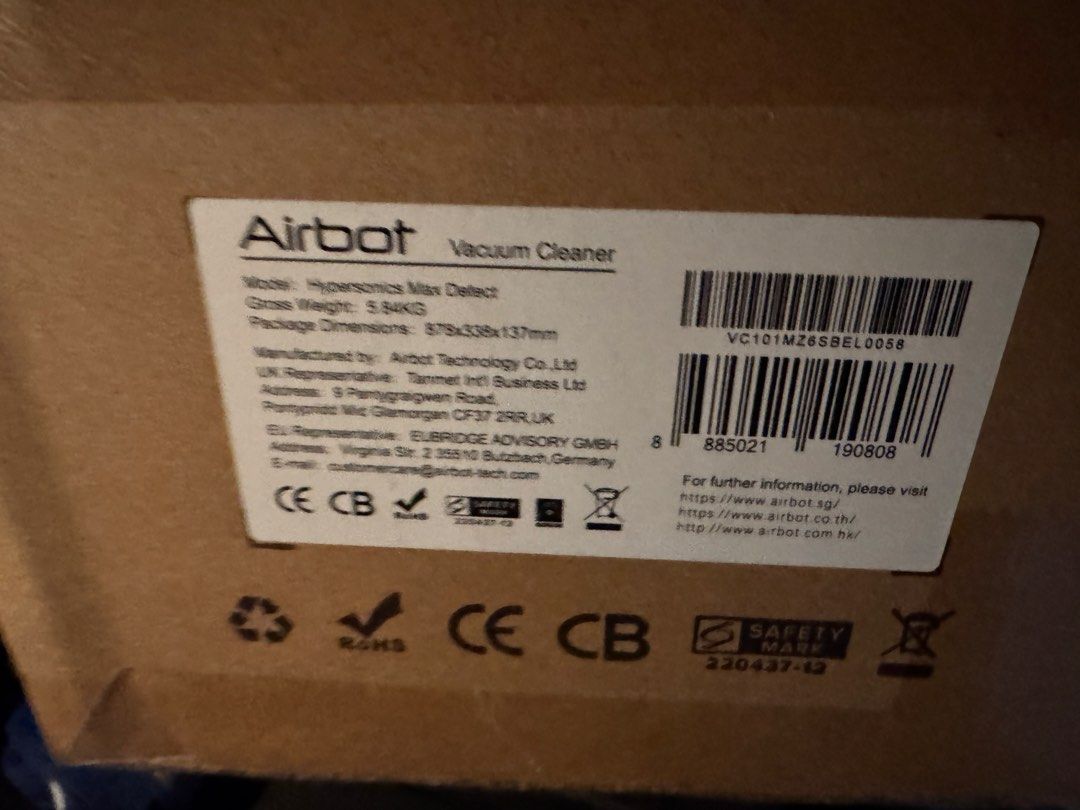 Airbot Vacuum Cleaner
Model: Hypersonics Max Detect
Gross Weight: 5.84KG
Package Dimensions: 878x338x137mm
Manufactured by: Airbot Technology Co.,Ltd
UK Representative: Tanmet Int'l Business Ltd
Address: 9 Pantygraigwen Road,
Pontypridd Mid Glamorgan CF37 2RR,UK
EU Representative: ELBRIDGE ADVISORY GMBH
Address: Virginia Str. 2 35510 Butzbach,Germany
E-mail: customercare@airbot-tech.com
CE CB RoHS SAFETY MARK
220437-12
VC101MZ6SBEL0058
8 885021 190808
For further information, please visit
https://www.airbot.sg/
https://www.airbot.co.th/
http://www.airbot.com.hk/
RoHS CE CB SAFETY MARK
220437-12